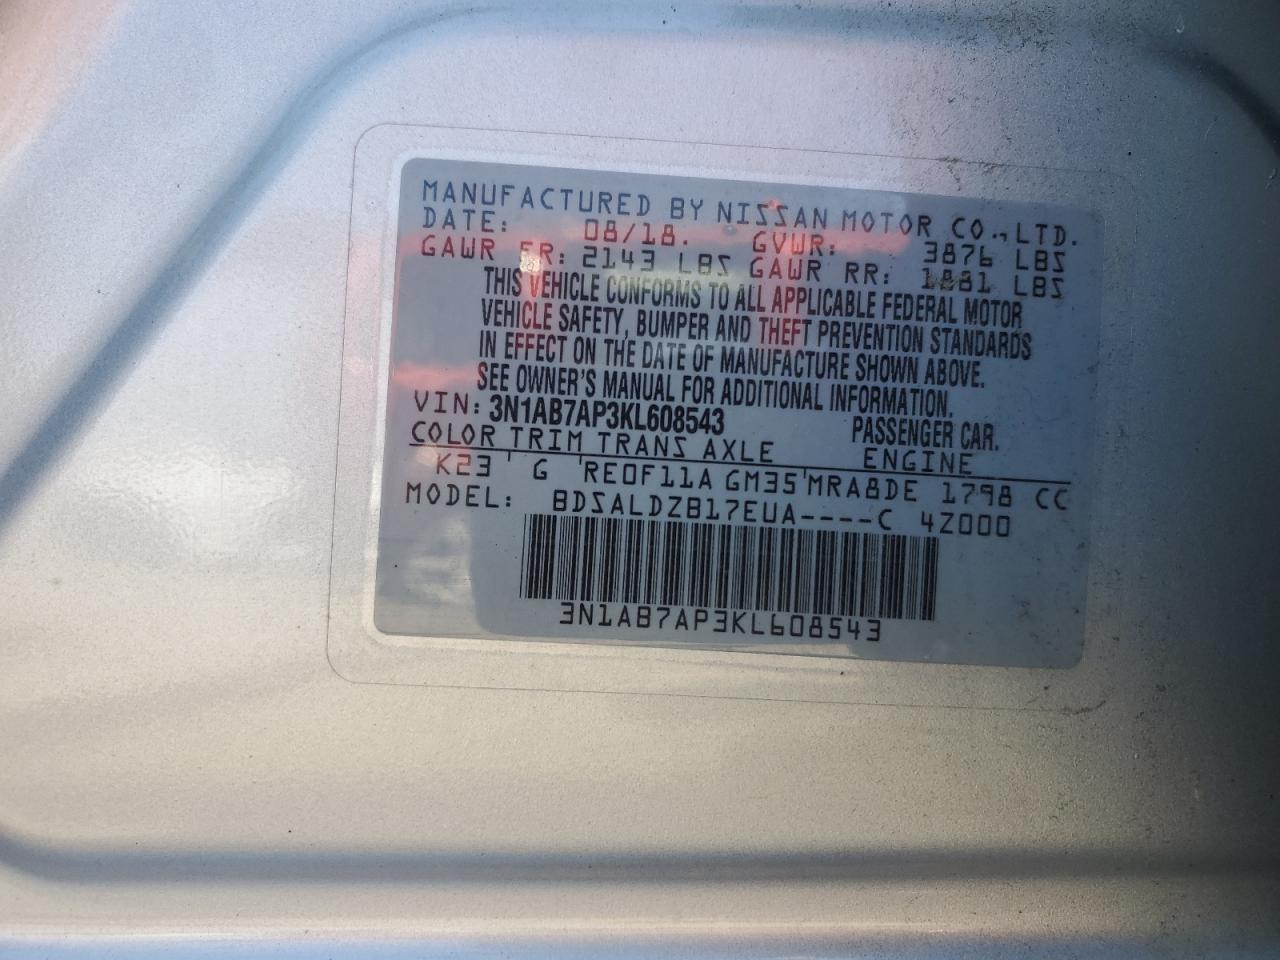 MANUFACTURED BY NISSAN MOTOR CO.,LTD.
DATE: 08/18. GVWR: 3876 LBS
GAWR FR: 2143 LBS GAWR RR: 1881 LBS
THIS VEHICLE CONFORMS TO ALL APPLICABLE FEDERAL MOTOR
VEHICLE SAFETY, BUMPER AND THEFT PREVENTION STANDARDS
IN EFFECT ON THE DATE OF MANUFACTURE SHOWN ABOVE.
SEE OWNER'S MANUAL FOR ADDITIONAL INFORMATION.
VIN: 3N1AB7AP3KL608543 PASSENGER CAR.
COLOR TRIM TRANS AXLE ENGINE
K23 G RE0F11A GM35 MRA8DE 1798 CC
MODEL: BDSALDZB17EUA----C 4Z000
3N1AB7AP3KL608543